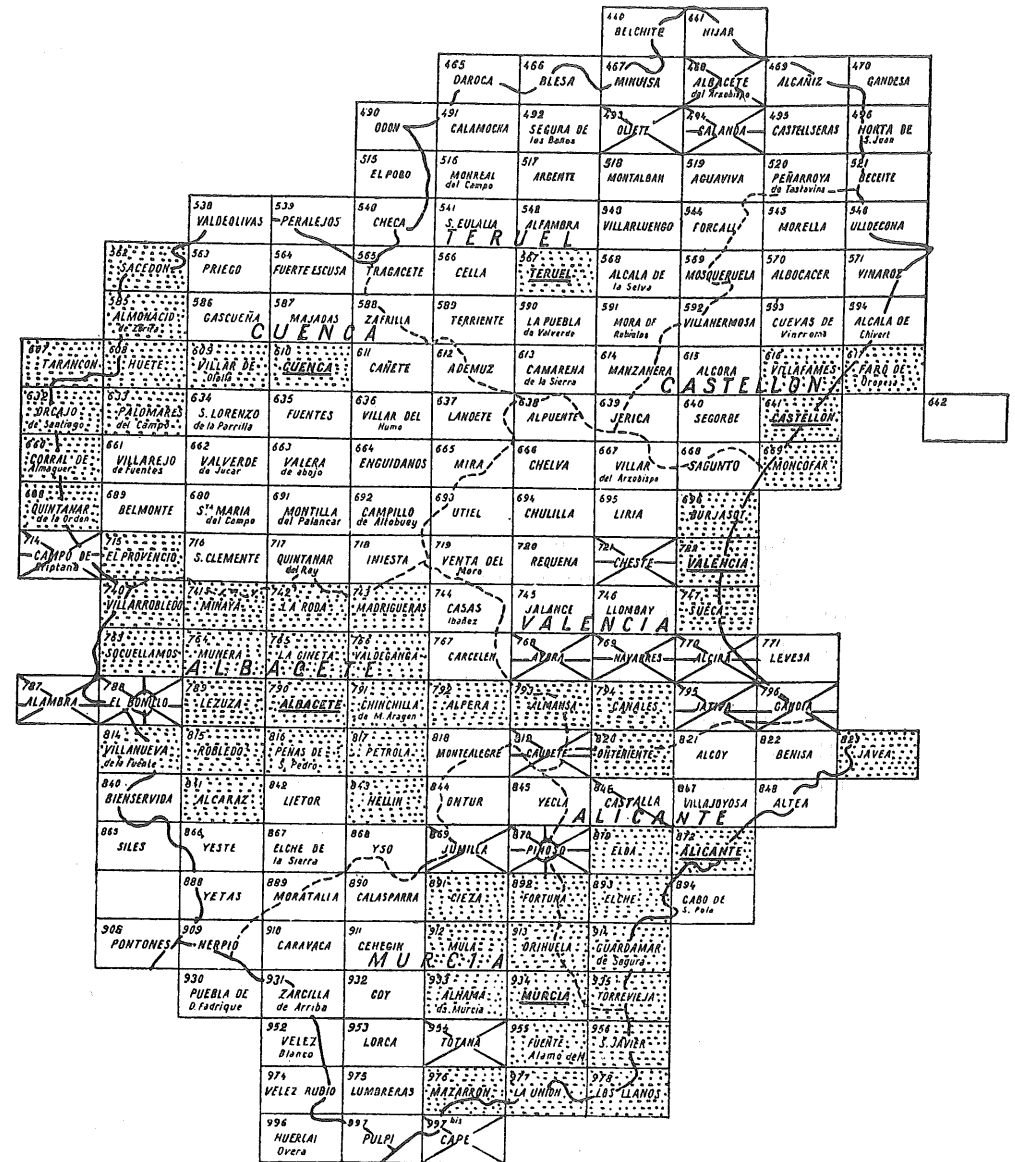 440 441
BELCHITE HIJAR
465 466 467 468 469 470
DAROCA BLESA MINUISA ALBACETE ALCAÑIZ GANDESA
del Arzobispo
490 491 492 493 494 495 496
ODON CALAMOCHA SEGURA DE OLIETE CALANDA CASTELLSERAS HORTA DE
los Baños S. Juan
515 516 517 518 519 520 521
EL POBO MONREAL ARGENTE MONTALBAN AGUAVIVA PEÑARROYA BECEITE
del Campo de Tastavins
538 539 540 541 542 543 544 545 546
VALDEOLIVAS PERALEJOS CHECA S. EULALIA ALFAMBRA VILLARLUENGO FORCALL MORELLA ULLDECONA
TERUEL
562 563 564 565 566 567 568 569 570 571
SACEDON PRIEGO FUERTESCUSA TRAGACETE CELLA TERUEL ALCALA DE MOSQUERUELA ALBOCACER VINAROZ
la Selva
585 586 587 588 589 590 591 592 593 594
ALMONACID GASCUEÑA MAJADAS ZAFRILLA TERRIENTE LA PUEBLA MORA DE VILLAHERMOSA CUEVAS DE ALCALA DE
de Zorita de Valverde Rubielos Vinroma Chivert
CUENCA
607 608 609 610 611 612 613 614 615 616 617
TARANCON HUETE VILLAR DE CUENCA CAÑETE ADEMUZ CAMARENA MANZANERA ALCORA VILLAFAMES FARO DE
Olalla de la Sierra Oropesa
CASTELLON
632 633 634 635 636 637 638 639 640 641 642
ORCAJO PALOMARES S. LORENZO FUENTES VILLAR DEL LANDETE ALPUENTE JERICA SEGORBE CASTELLON
de Santiago del Campo de la Parrilla Humo
660 661 662 663 664 665 666 667 668 669
CORRAL DE VILLAREJO VALVERDE VALERA ENGUIDANOS MIRA CHELVA VILLAR SAGUNTO MONCOFAR
Almaguer de Fuentes de Jucar de abajo del Arzobispo
688 689 680 691 692 693 694 695 696
QUINTANAR BELMONTE Sta MARIA MONTILLA CAMPILLO UTIEL CHULILLA LIRIA BURJASOT
de la Orden del Campo del Palancar de Altobuey
714 715 716 717 718 719 720 721 722
CAMPO DE EL PROVENCIO S. CLEMENTE QUINTANAR INIESTA VENTA DEL REQUENA CHESTE VALENCIA
Criptana del Rey Moro
740 741 742 743 744 745 746 747
VILLARROBLEDO MINAYA LA RODA MADRIGUERAS CASAS JALANCE LLOMBAY SUECA
Ibañez
VALENCIA
763 764 765 766 767 768 769 770 771
SOCUELLAMOS MUNERA LA GINETA VALDEGANGA CARCELEN AYORA NAVARRES ALCIRA LEVESA
ALBACETE
787 788 789 790 791 792 793 794 795 796
ALAMBRA EL BONILLO LEZUZA ALBACETE CHINCHILLA ALPERA ALMANSA CANALES JATIVA GANDIA
de M. Aragon
814 815 816 817 818 819 820 821 822 823
VILLANUEVA ROBLEDO PEÑAS DE PETROLA MONTEALEGRE CAUDETE ONTENIENTE ALCOY BENISA JAVEA
de la Fuente S. Pedro
840 841 842 843 844 845 846 847 848
BIENSERVIDA ALCARAZ LIETOR HELLIN ONTUR YECLA CASTALLA VILLAJOYOSA ALTEA
ALICANTE
865 866 867 868 869 870 870 872
SILES YESTE ELCHE DE YSO JUMILLA PINOSO ELDA ALICANTE
la Sierra
888 889 890 891 892 893 894
YETAS MORATALLA CALASPARRA CIEZA FORTUNA ELCHE CABO DE
S. Pola
908 909 910 911 912 913 914
PONTONES NERPIO CARAVACA CEHEGIN MULA ORIHUELA GUARDAMAR
de Segura
MURCIA
930 931 932 933 934 935
PUEBLA DE ZARCILLA COY ALHAMA MURCIA TORREVIEJA
D. Fadrique de Arriba de Murcia
952 953 954 955 956
VELEZ LORCA TOTANA FUENTE S. JAVIER
Blanco Alamo de M.
974 975 976 977 978
VELEZ RUBIO LUMBRERAS MAZARRON LA UNION LOS LLANOS
996 997 997 bis
HUERLAI PULPI CAPE
Overa